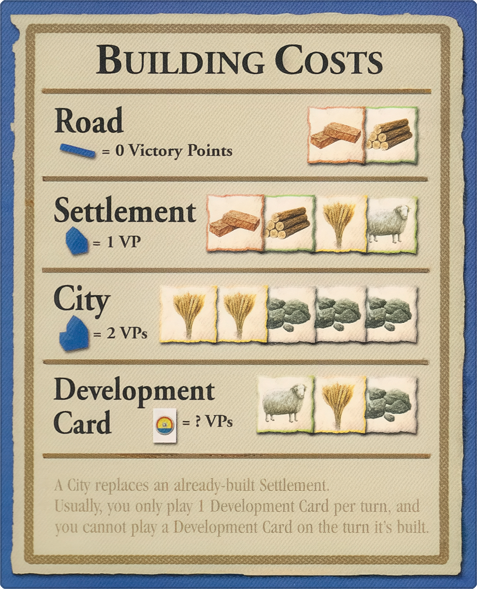 Building Costs
Road
= 0 Victory Points
Settlement
= 1 VP
City
= 2 VPs
Development
Card
= ? VPs
A City replaces an already-built Settlement.
Usually, you only play 1 Development Card per turn, and
you cannot play a Development Card on the turn it's built.